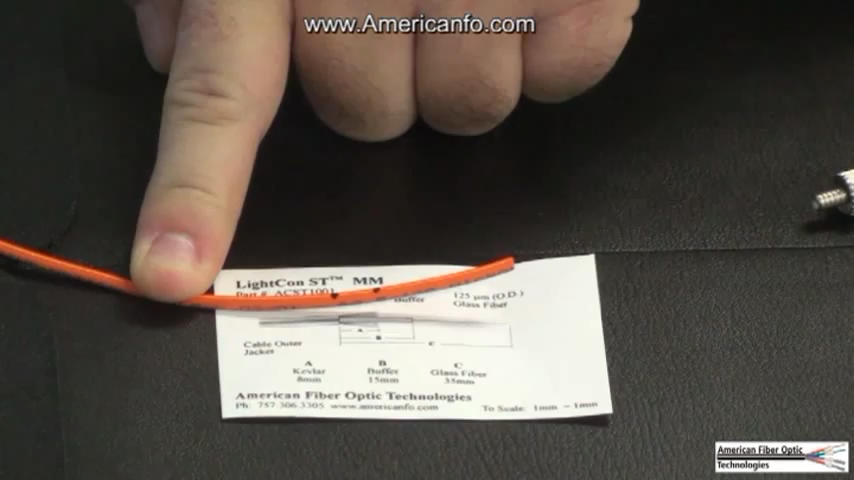 www.Americanfo.com
LightCon ST™ MM
Part # ACST1001
Buffer
125 µm (O.D.)
Glass Fiber
A
B
C
Cable Outer
Jacket
A B C
Kevlar Buffer Glass Fiber
8mm 15mm 35mm
American Fiber Optic Technologies
Ph: 757.306.3305 www.americanfo.com To Scale: 1mm = 1mm
American Fiber Optic
Technologies